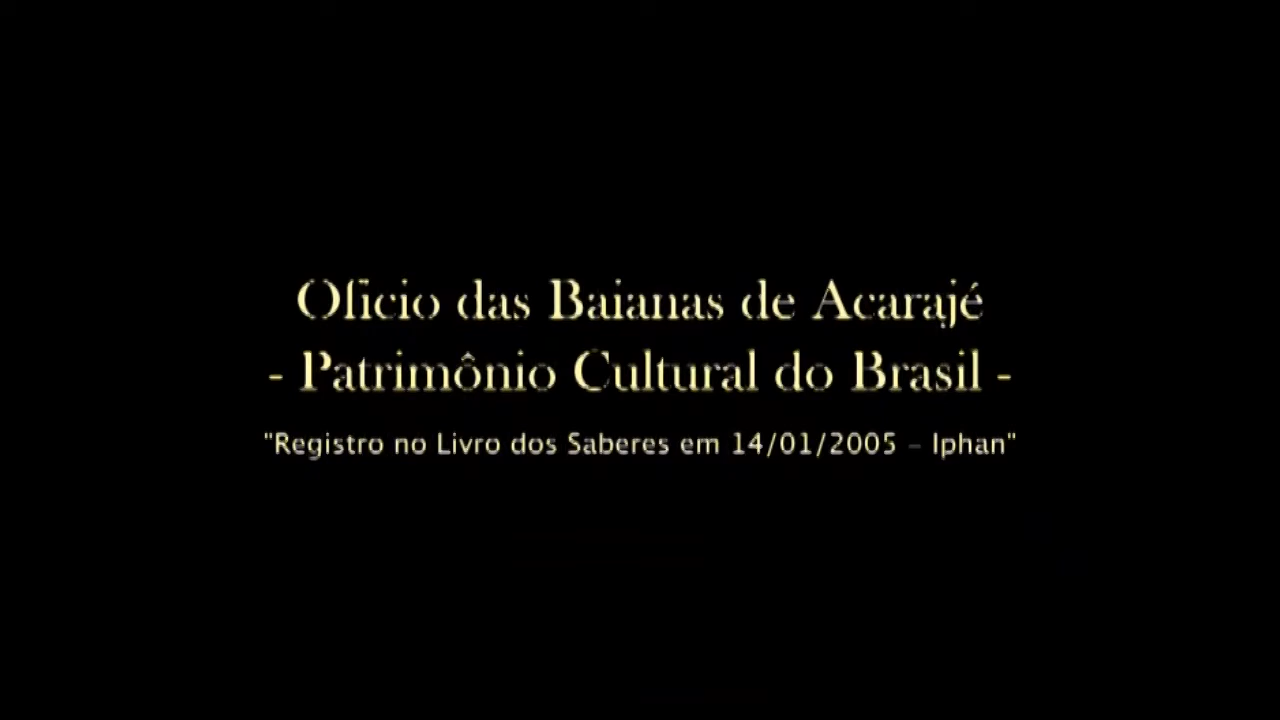 Oficio das Baianas de Acarajé
- Patrimônio Cultural do Brasil -
"Registro no Livro dos Saberes em 14/01/2005 – Iphan"